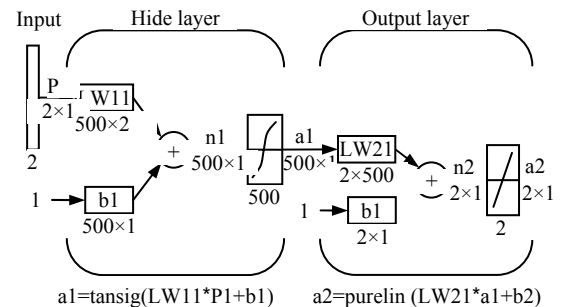 Input
Hide layer
Output layer
P
2×1
W11
500×2
2
1
b1
500×1
+
n1
500×1
500
a1
500×1
LW21
2×500
1
b1
2×1
+
n2
2×1
2
a2
2×1
a1=tansig(LW11*P1+b1)
a2=purelin (LW21*a1+b2)